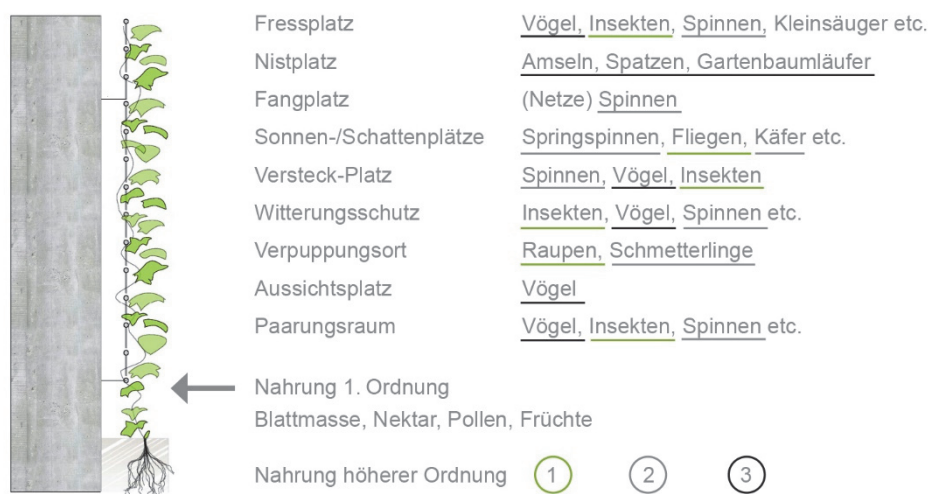 Fressplatz Vögel, Insekten, Spinnen, Kleinsäuger etc.
Nistplatz Amseln, Spatzen, Gartenbaumläufer
Fangplatz (Netze) Spinnen
Sonnen-/Schattenplätze Springspinnen, Fliegen, Käfer etc.
Versteck-Platz Spinnen, Vögel, Insekten
Witterungsschutz Insekten, Vögel, Spinnen etc.
Verpuppungsort Raupen, Schmetterlinge
Aussichtsplatz Vögel
Paarungsraum Vögel, Insekten, Spinnen etc.
Nahrung 1. Ordnung
Blattmasse, Nektar, Pollen, Früchte
Nahrung höherer Ordnung 1 2 3